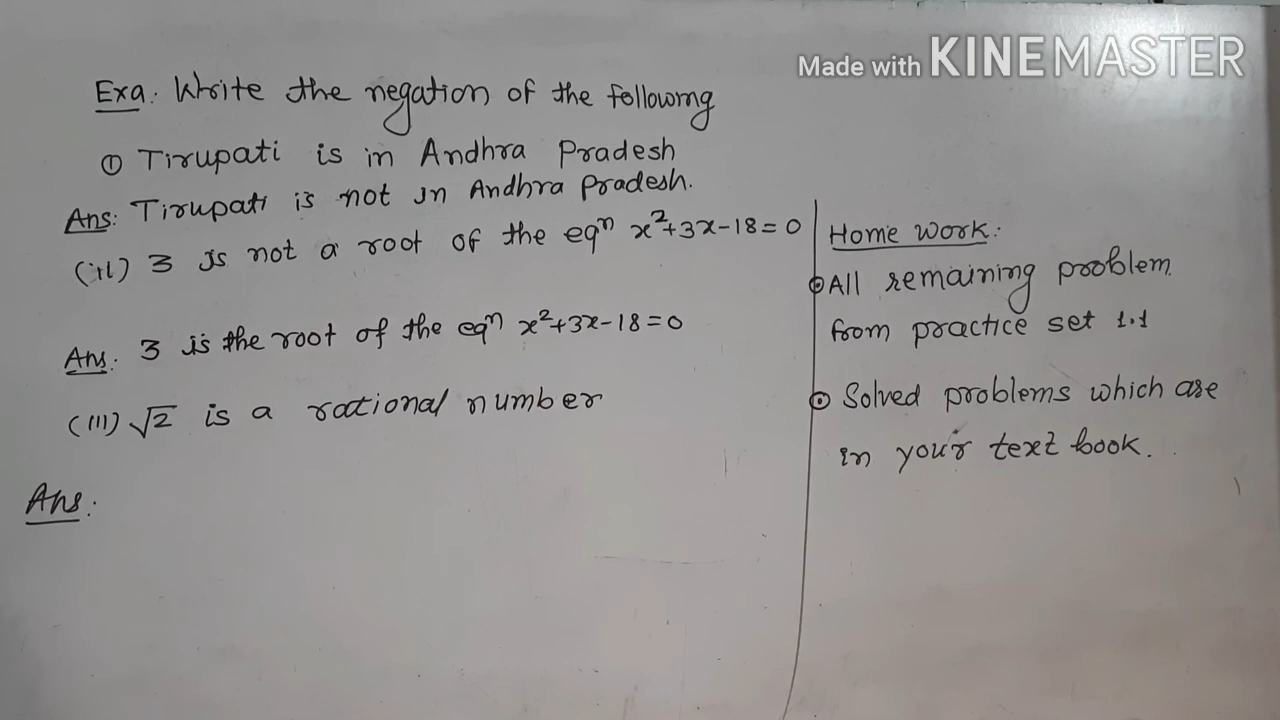 Made with KINEMASTER
Exa. Write the negation of the following
① Tirupati is in Andhra Pradesh
Ans: Tirupati is not in Andhra Pradesh.
(ii) 3 is not a root of the eqⁿ x²+3x-18=0
Ans. 3 is the root of the eqⁿ x²+3x-18=0
(III) √2 is a rational number
Ans:
Home work:
⊙ All remaining problem
from practice set 1.1
⊙ Solved problems which are
in your text book.